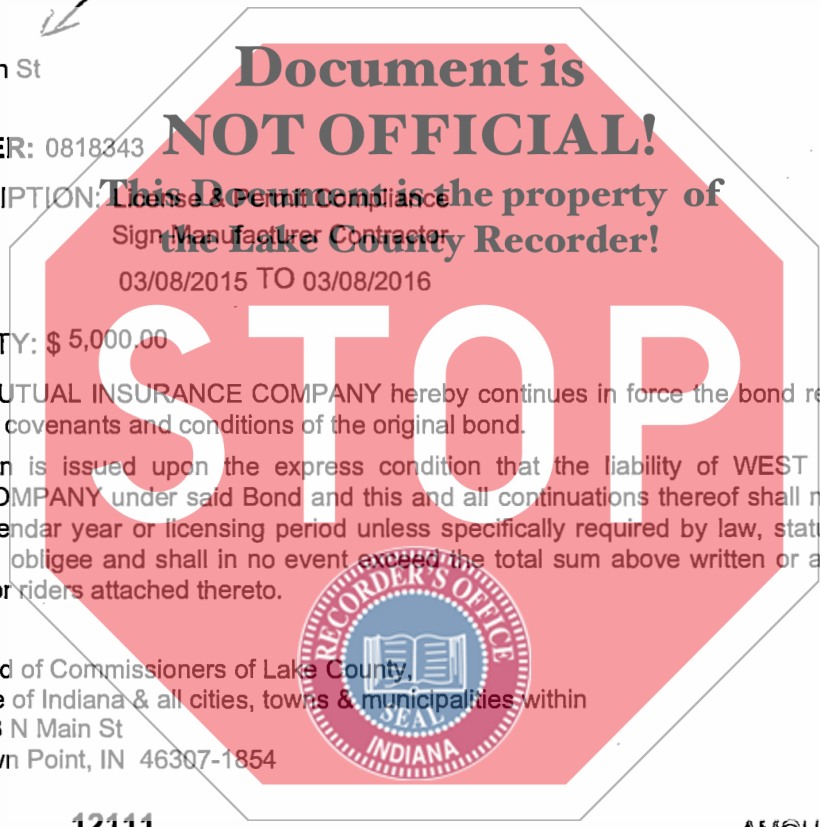 n St
Document is
NOT OFFICIAL!
ER: 0818343
This Document is the property of
IPTION: License & Permit Compliance
the Lake County Recorder!
Sign Manufacturer Contractor
03/08/2015 TO 03/08/2016
STOP
TY: $ 5,000.00
UTUAL INSURANCE COMPANY hereby continues in force the bond re
covenants and conditions of the original bond.
n is issued upon the express condition that the liability of WEST
OMPANY under said Bond and this and all continuations thereof shall n
endar year or licensing period unless specifically required by law, statu
obligee and shall in no event exceed the total sum above written or a
or riders attached thereto.
RECORDER'S OFFICE
SEAL
INDIANA
d of Commissioners of Lake County,
e of Indiana & all cities, towns & municipalities within
3 N Main St
wn Point, IN 46307-1854
12111